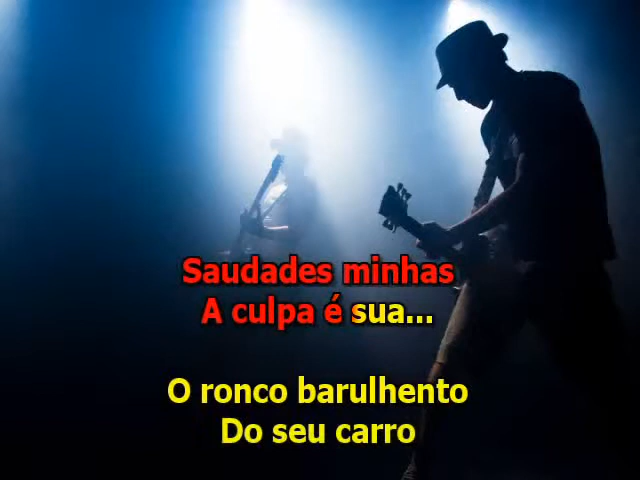 Saudades minhas
A culpa é sua...
O ronco barulhento
Do seu carro